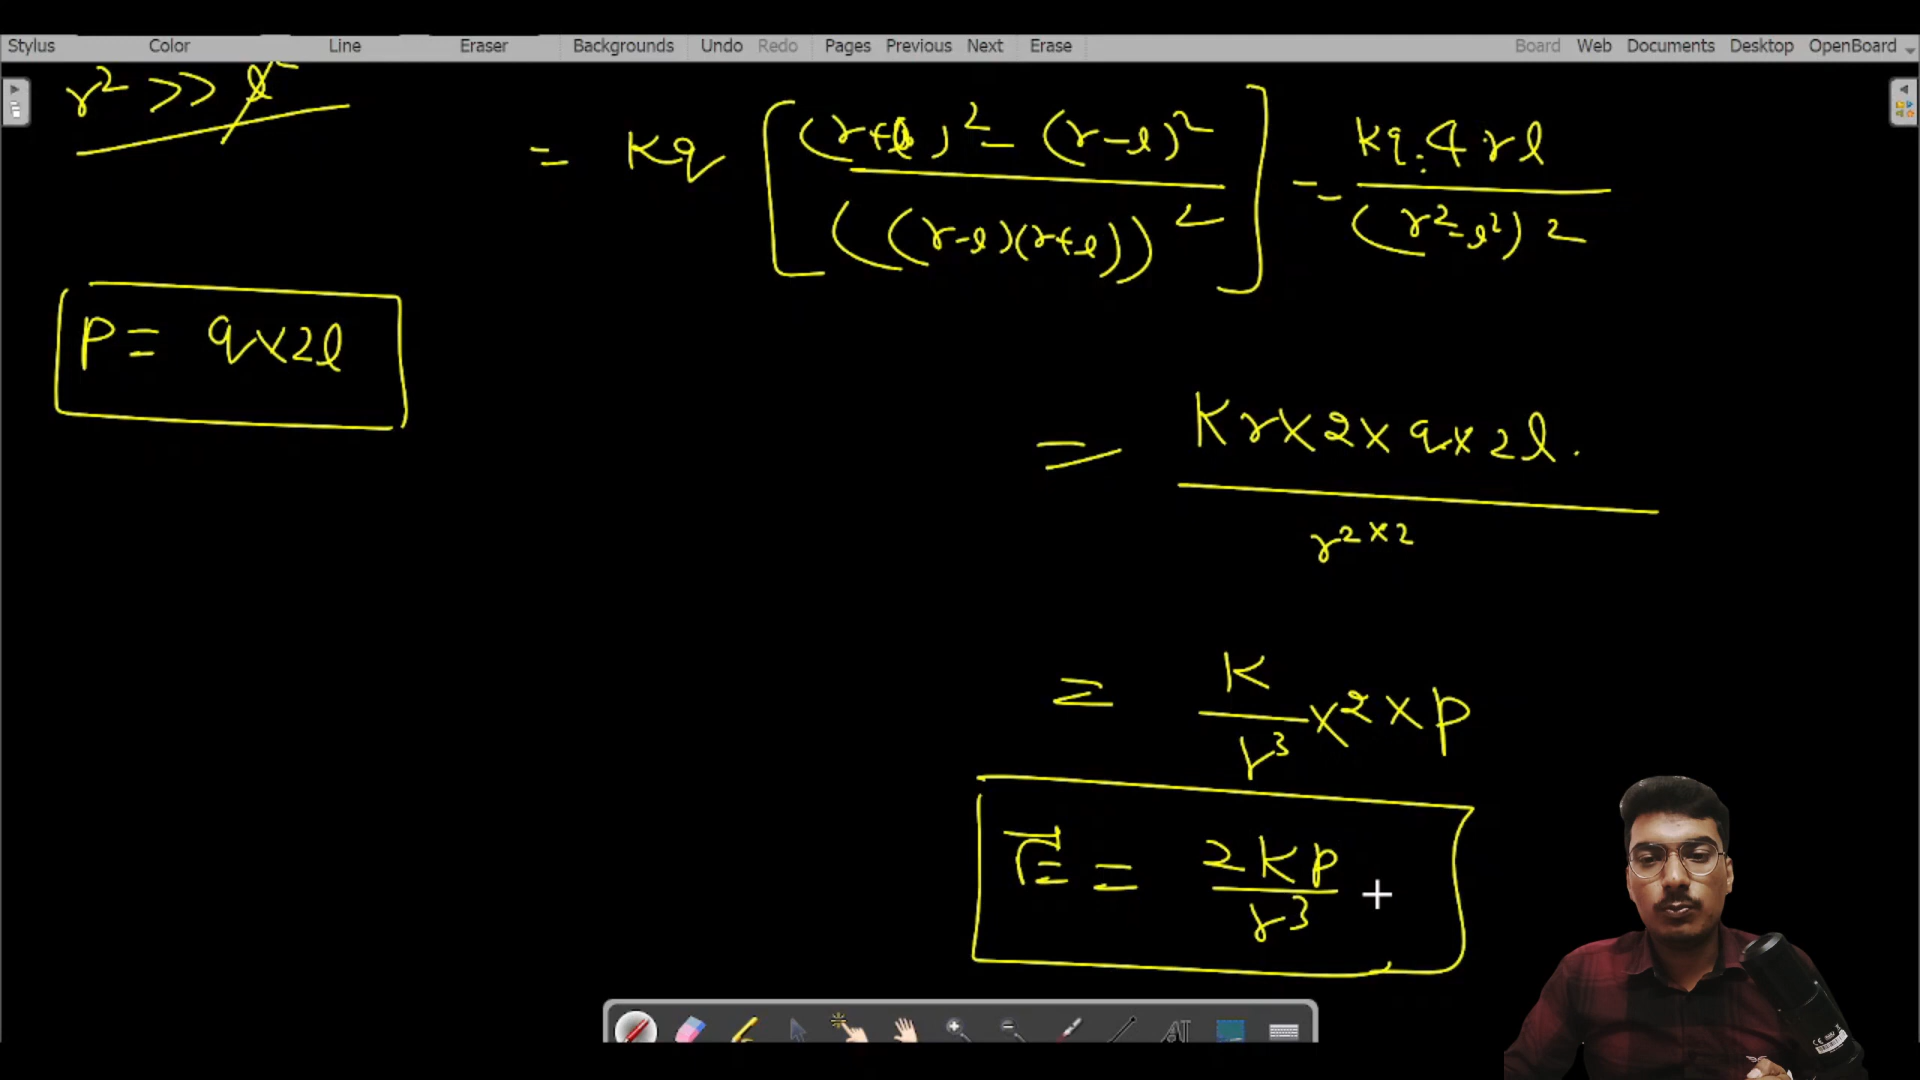 Stylus Color Line Eraser Backgrounds Undo Redo Pages Previous Next Erase Board Web Documents Desktop OpenBoard
r² >> l²
= Kq [ (r+l)² - (r-l)² / ((r-l)(r+l))² ] = kq.4rl / (r²-l²)²
P = q×2l
= Kr×2×q×2l. / r^2×2
= K/r³ ×2×p
E⃗ = 2KP/r³